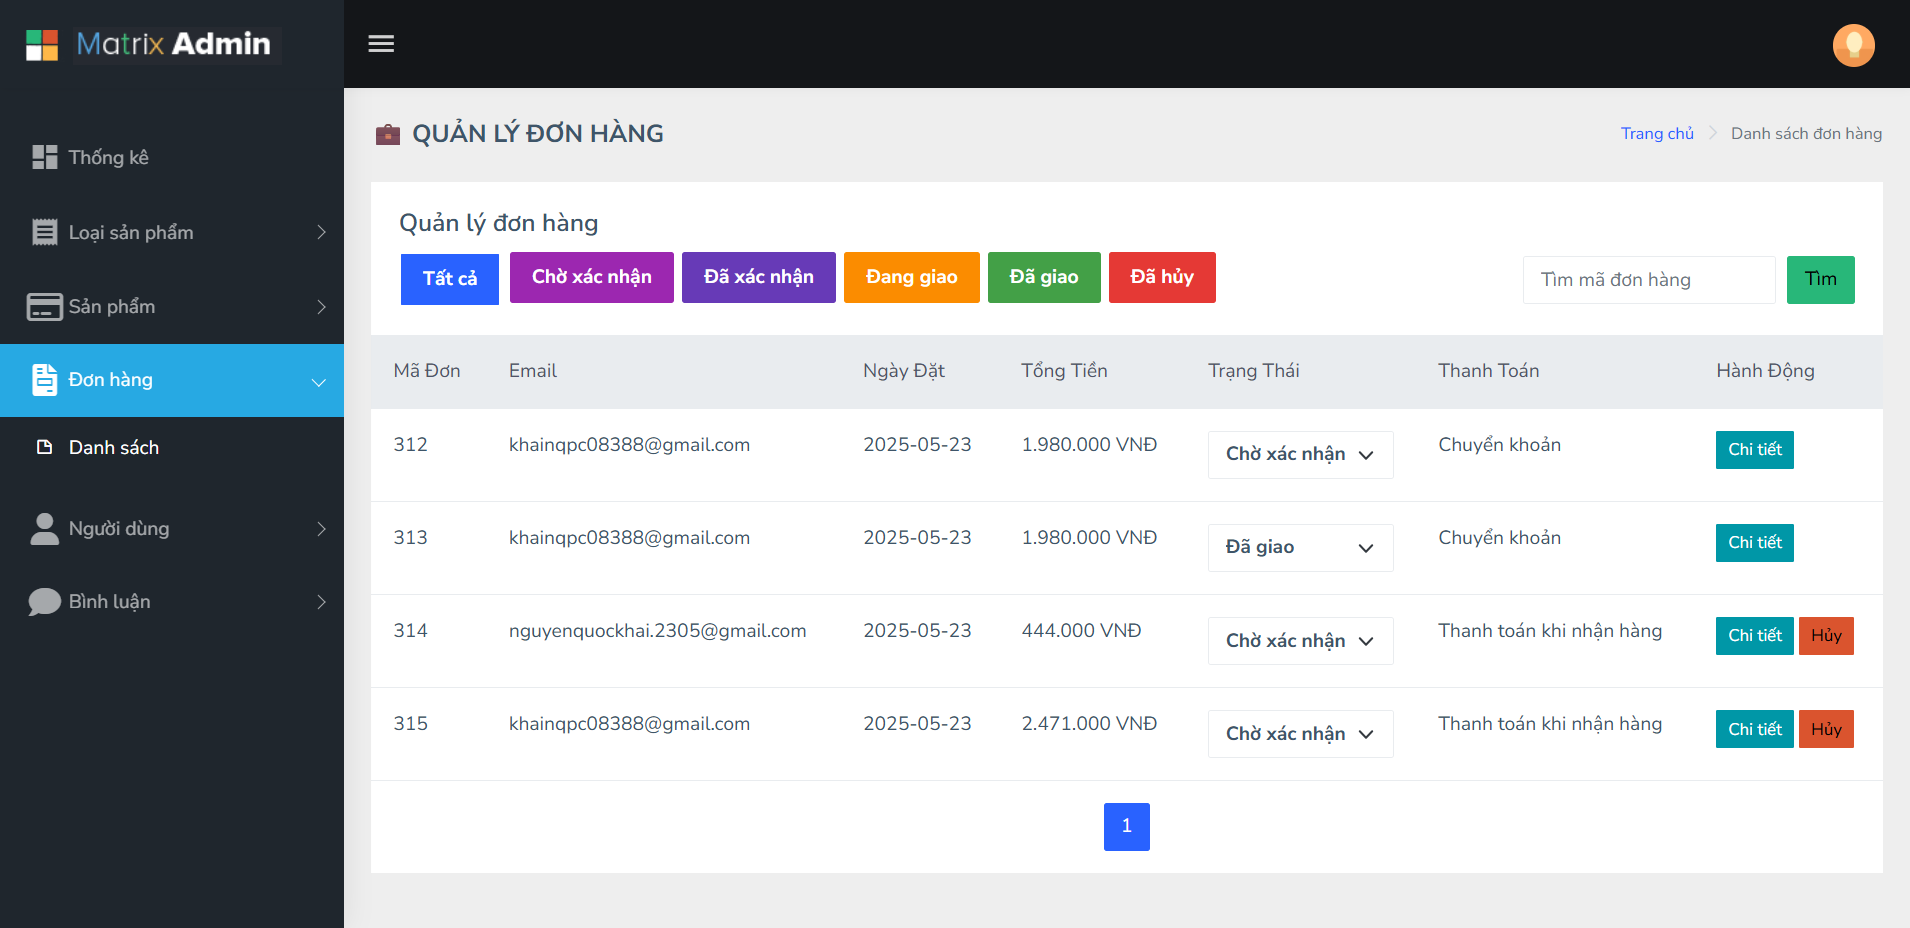 Matrix Admin
Thống kê
Loại sản phẩm
Sản phẩm
Đơn hàng
Danh sách
Người dùng
Bình luận
QUẢN LÝ ĐƠN HÀNG
Trang chủ Danh sách đơn hàng
Quản lý đơn hàng
Tất cả Chờ xác nhận Đã xác nhận Đang giao Đã giao Đã hủy Tìm mã đơn hàng Tìm
Mã Đơn Email Ngày Đặt Tổng Tiền Trạng Thái Thanh Toán Hành Động
312 khainqpc08388@gmail.com 2025-05-23 1.980.000 VNĐ Chờ xác nhận Chuyển khoản Chi tiết
313 khainqpc08388@gmail.com 2025-05-23 1.980.000 VNĐ Đã giao Chuyển khoản Chi tiết
314 nguyenquockhai.2305@gmail.com 2025-05-23 444.000 VNĐ Chờ xác nhận Thanh toán khi nhận hàng Chi tiết Hủy
315 khainqpc08388@gmail.com 2025-05-23 2.471.000 VNĐ Chờ xác nhận Thanh toán khi nhận hàng Chi tiết Hủy
1